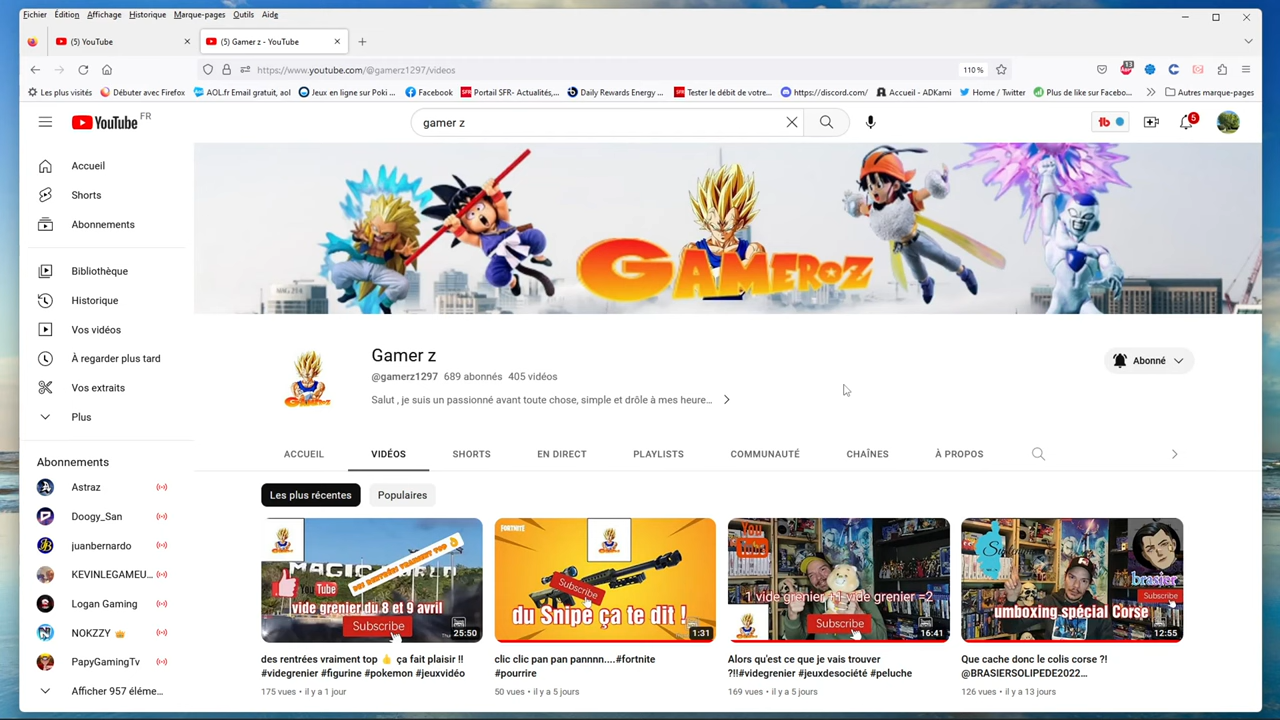 Fichier Édition Affichage Historique Marque-pages Outils Aide
(5) YouTube
(5) Gamer z - YouTube
https://www.youtube.com/@gamerz1297/videos
110 %
13
Les plus visités
Débuter avec Firefox
AOL.fr Email gratuit, aol
Jeux en ligne sur Poki ...
Facebook
Portail SFR- Actualités,...
Daily Rewards Energy ...
Tester le débit de votre...
https://discord.com/
Accueil - ADKami
Home / Twitter
Plus de like sur Facebo...
Autres marque-pages
YouTube FR
gamer z
5
Accueil
Shorts
Abonnements
Bibliothèque
Historique
Vos vidéos
À regarder plus tard
Vos extraits
Plus
Abonnements
Astraz
Doogy_San
juanbernardo
KEVINLEGAMEU...
Logan Gaming
NOKZZY
PapyGamingTv
Afficher 957 éléme...
GAMEROZ
Gamer z
@gamerz1297 689 abonnés 405 vidéos
Salut , je suis un passionné avant toute chose, simple et drôle à mes heure...
Abonné
ACCUEIL VIDÉOS SHORTS EN DIRECT PLAYLISTS COMMUNAUTÉ CHAÎNES À PROPOS
Les plus récentes Populaires
vide grenier du 8 et 9 avril
Subscribe
25:50
des rentrées vraiment top 👍 ça fait plaisir !!
#videgrenier #figurine #pokemon #jeuxvidéo
175 vues • il y a 1 jour
FORTNITE
Subscribe
du Snipe ça te dit !
1:31
clic clic pan pan pannnn....#fortnite
#pourrire
50 vues • il y a 5 jours
You
Tube
1 vide grenier +1 vide grenier =2
Subscribe
16:41
Alors qu'est ce que je vais trouver
?!!#videgrenier #jeuxdesociété #peluche
169 vues • il y a 5 jours
brasier
Subscribe
umboxing spécial Corse
12:55
Que cache donc le colis corse ?!
@BRASIERSOLIPEDE2022...
126 vues • il y a 13 jours